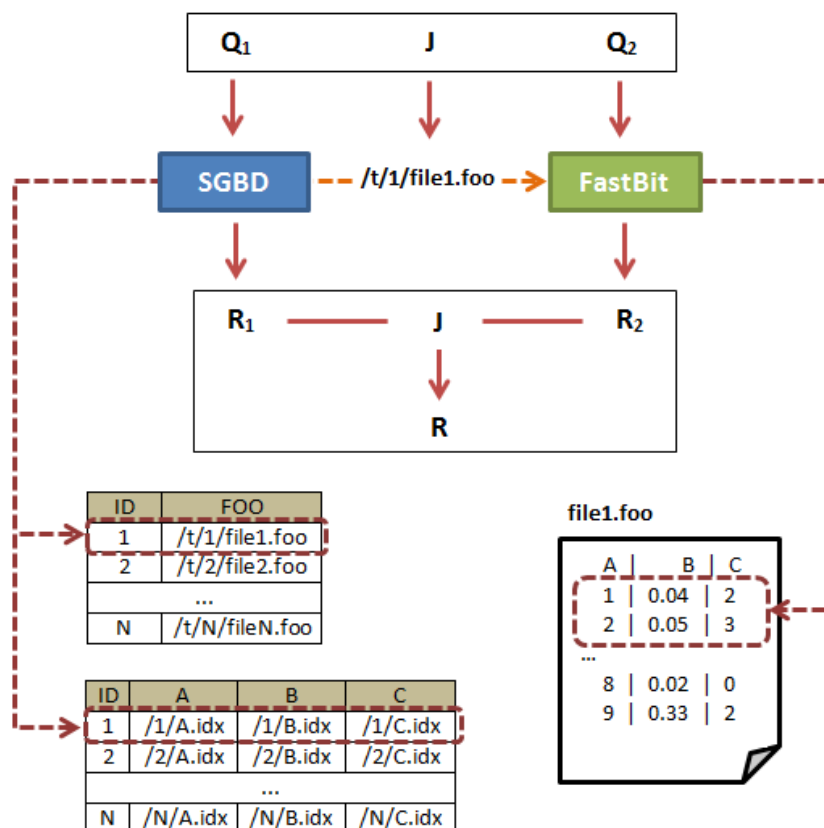 Q₁ J Q₂
SGBD /t/1/file1.foo FastBit
R₁ J R₂
R
ID FOO
1 /t/1/file1.foo
2 /t/2/file2.foo
...
N /t/N/fileN.foo
file1.foo
A | B | C
1 | 0.04 | 2
2 | 0.05 | 3
...
8 | 0.02 | 0
9 | 0.33 | 2
ID A B C
1 /1/A.idx /1/B.idx /1/C.idx
2 /2/A.idx /2/B.idx /2/C.idx
...
N /N/A.idx /N/B.idx /N/C.idx